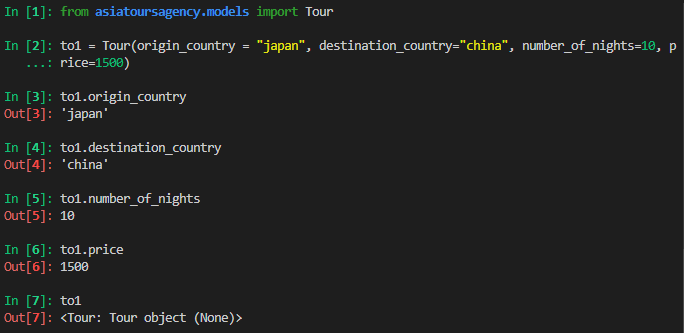 In [1]: from asiatoursagency.models import Tour
In [2]: to1 = Tour(origin_country = "japan", destination_country="china", number_of_nights=10, p
...: rice=1500)
In [3]: to1.origin_country
Out[3]: 'japan'
In [4]: to1.destination_country
Out[4]: 'china'
In [5]: to1.number_of_nights
Out[5]: 10
In [6]: to1.price
Out[6]: 1500
In [7]: to1
Out[7]: <Tour: Tour object (None)>